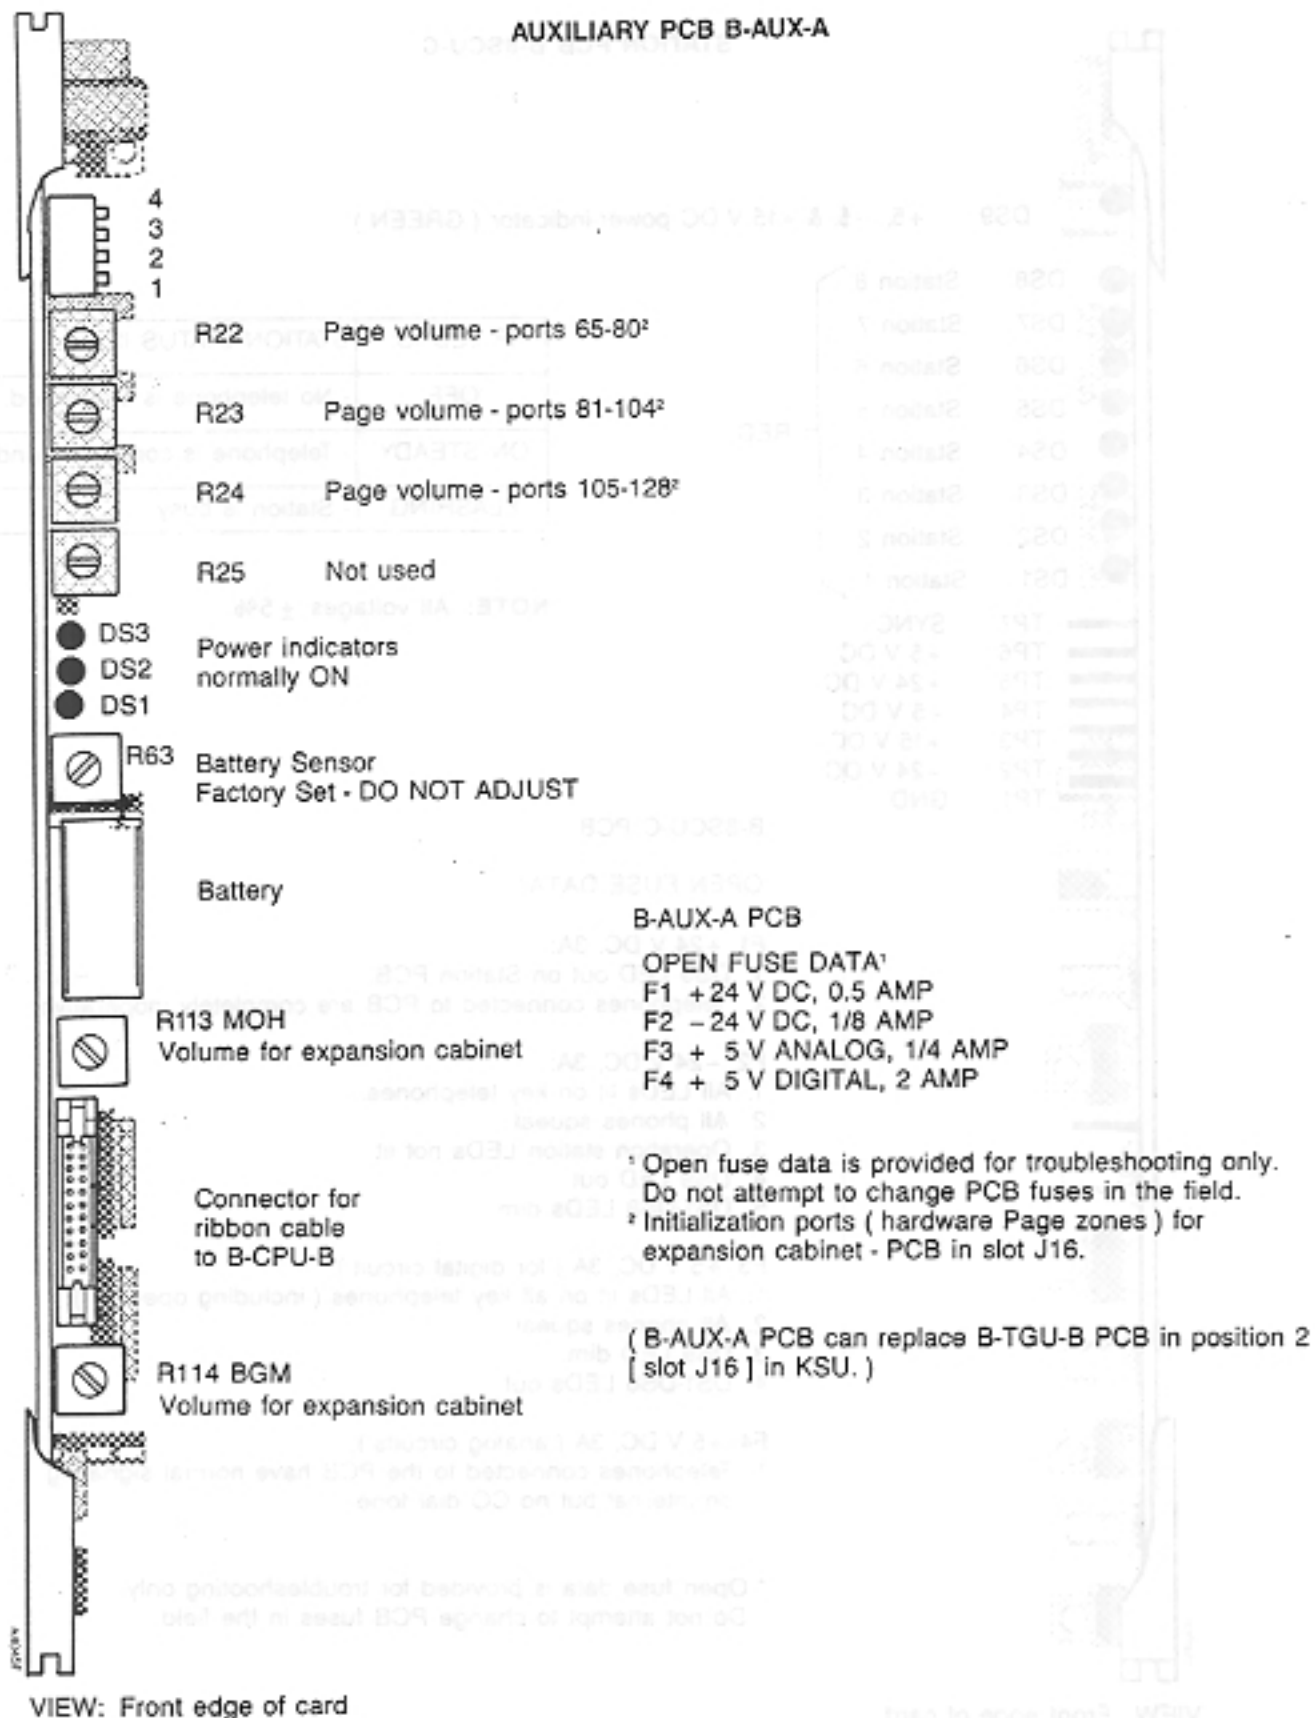 AUXILIARY PCB B-AUX-A
4
3
2
1
R22 Page volume - ports 65-80²
R23 Page volume - ports 81-104²
R24 Page volume - ports 105-128²
R25 Not used
DS3
DS2
DS1
Power indicators
normally ON
R63 Battery Sensor
Factory Set - DO NOT ADJUST
Battery
B-AUX-A PCB
OPEN FUSE DATA¹
F1 +24 V DC, 0.5 AMP
F2 –24 V DC, 1/8 AMP
F3 + 5 V ANALOG, 1/4 AMP
F4 + 5 V DIGITAL, 2 AMP
R113 MOH
Volume for expansion cabinet
¹ Open fuse data is provided for troubleshooting only.
Do not attempt to change PCB fuses in the field.
² Initialization ports ( hardware Page zones ) for
expansion cabinet - PCB in slot J16.
Connector for
ribbon cable
to B-CPU-B
( B-AUX-A PCB can replace B-TGU-B PCB in position 2
[ slot J16 ] in KSU. )
R114 BGM
Volume for expansion cabinet
VIEW: Front edge of card